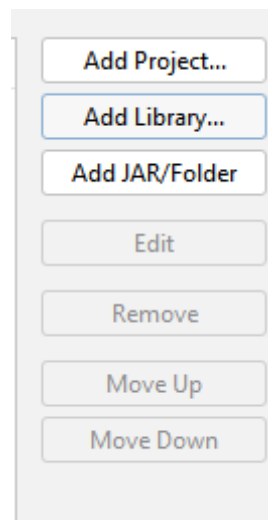 Add Project...
Add Library...
Add JAR/Folder
Edit
Remove
Move Up
Move Down